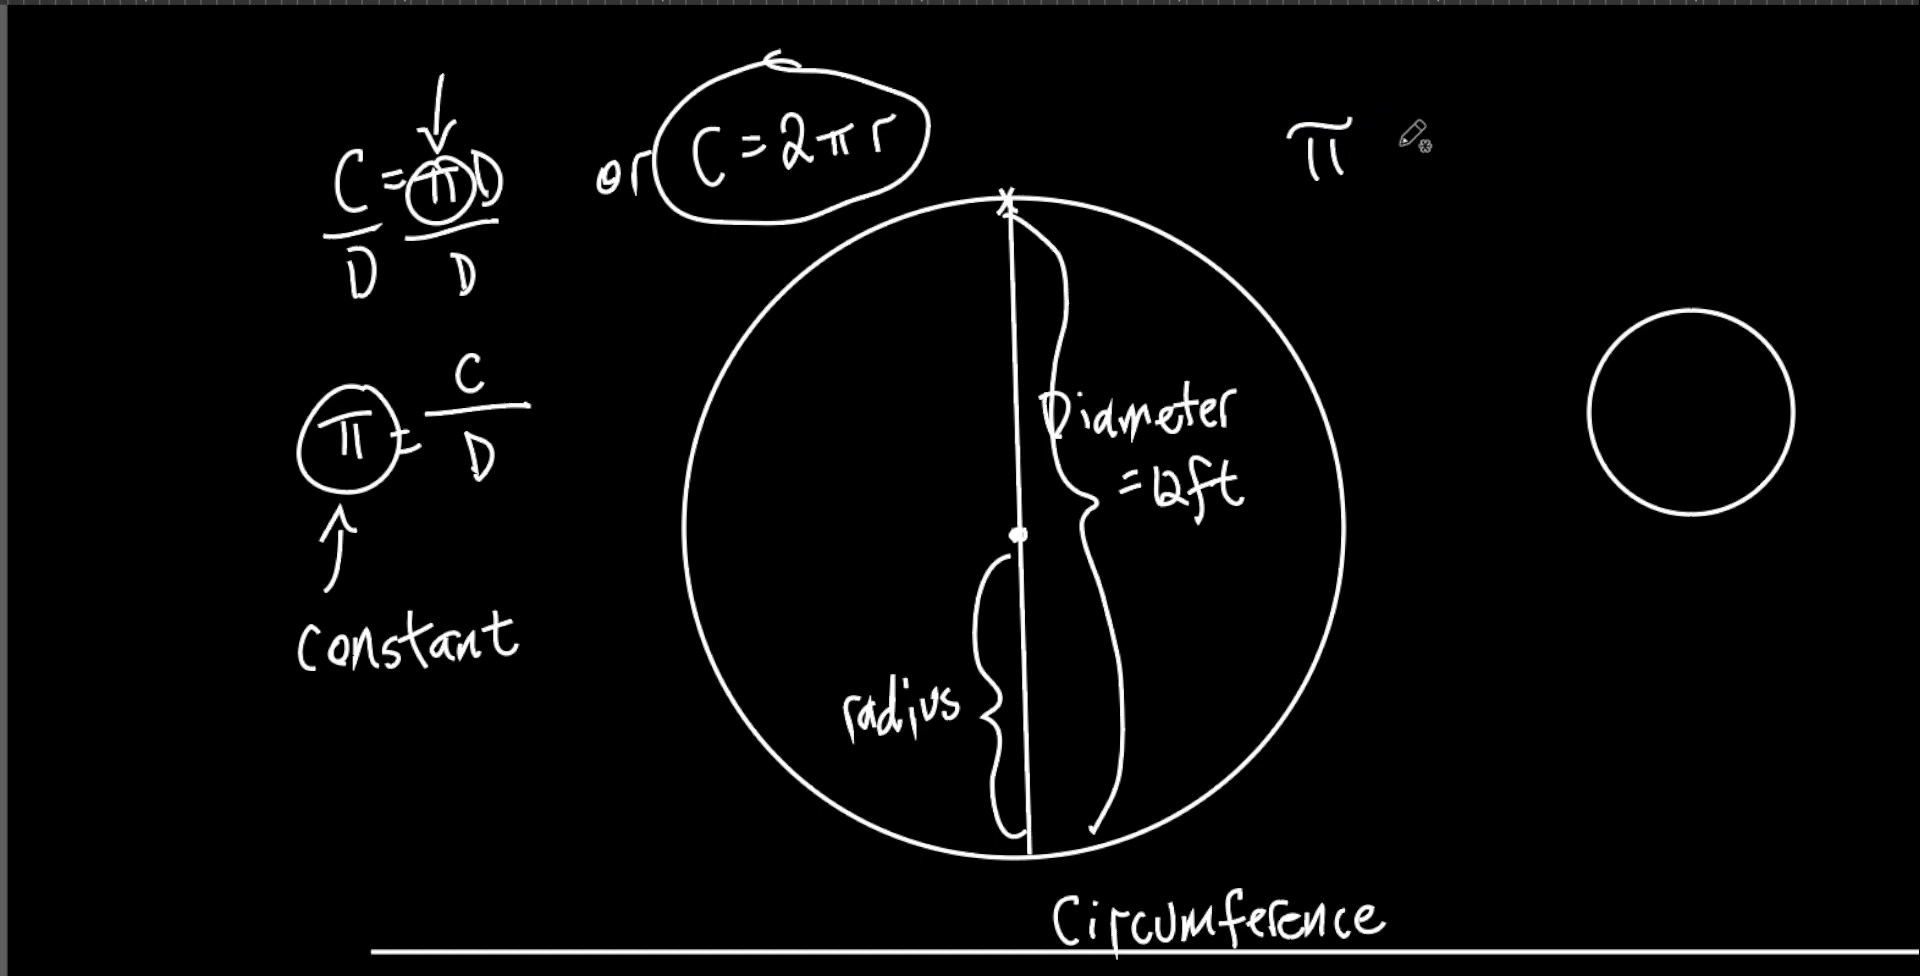 C = πD or C = 2πr
D D
π = C/D
constant
π
Diameter
= 12ft
radius
Circumference